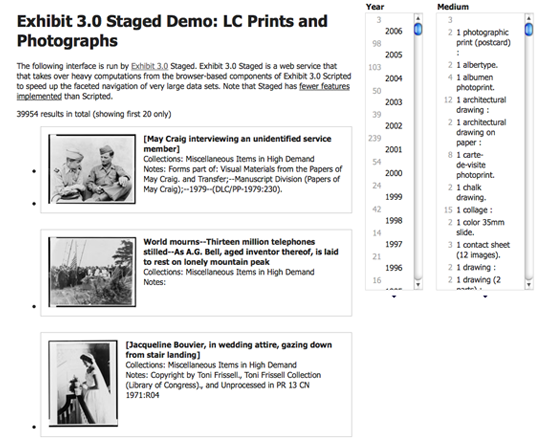 Exhibit 3.0 Staged Demo: LC Prints and
Photographs
The following interface is run by Exhibit 3.0 Staged. Exhibit 3.0 Staged is a web service that
that takes over heavy computations from the browser-based components of Exhibit 3.0 Scripted
to speed up the faceted navigation of very large data sets. Note that Staged has fewer features
implemented than Scripted.
39954 results in total (showing first 20 only)
[May Craig interviewing an unidentified service
member]
Collections: Miscellaneous Items in High Demand
Notes: Forms part of: Visual Materials from the Papers of
May Craig. and Transfer;--Manuscript Division (Papers of
May Craig);--1979--(DLC/PP-1979:230).
World mourns--Thirteen million telephones
stilled--As A.G. Bell, aged inventor thereof, is laid
to rest on lonely mountain peak
Collections: Miscellaneous Items in High Demand
Notes:
[Jacqueline Bouvier, in wedding attire, gazing down
from stair landing]
Collections: Miscellaneous Items in High Demand
Notes: Copyright by Toni Frissell., Toni Frissell Collection
(Library of Congress)., and Unprocessed in PR 13 CN
1971:R04
Year
3
2006
98
2005
103
2004
50
2003
39
2002
239
2001
54
2000
24
1999
42
1998
14
1997
21
1996
16
Medium
3
2 1 photographic
print (postcard)
:
2 1 albertype.
4 1 albumen
photoprint.
12 1 architectural
drawing :
2 1 architectural
drawing on
paper :
8 1 carte-
de-visite
photoprint.
2 1 chalk
drawing.
15 1 collage :
2 1 color 35mm
slide.
3 1 contact sheet
(12 images).
2 1 drawing :
2 1 drawing (2